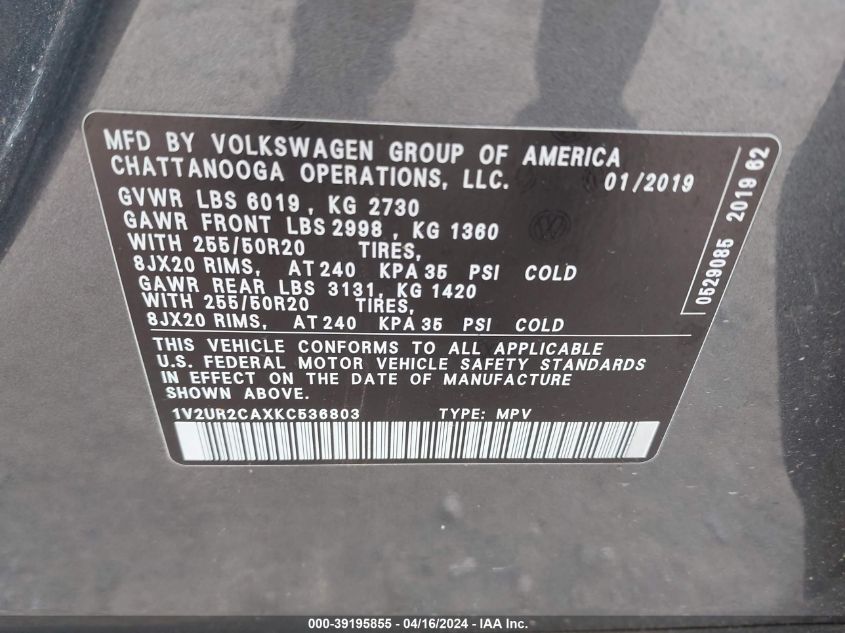 MFD BY VOLKSWAGEN GROUP OF AMERICA
CHATTANOOGA OPERATIONS, LLC. 01/2019
GVWR LBS 6019, KG 2730
GAWR FRONT LBS 2998, KG 1360
WITH 255/50R20 TIRES,
8JX20 RIMS, AT 240 KPA 35 PSI COLD
GAWR REAR LBS 3131, KG 1420
WITH 255/50R20 TIRES,
8JX20 RIMS, AT 240 KPA 35 PSI COLD
THIS VEHICLE CONFORMS TO ALL APPLICABLE
U.S. FEDERAL MOTOR VEHICLE SAFETY STANDARDS
IN EFFECT ON THE DATE OF MANUFACTURE
SHOWN ABOVE.
1V2UR2CAXKC536803 TYPE: MPV
0529085 2019 62
000-39195855 - 04/16/2024 - IAA Inc.